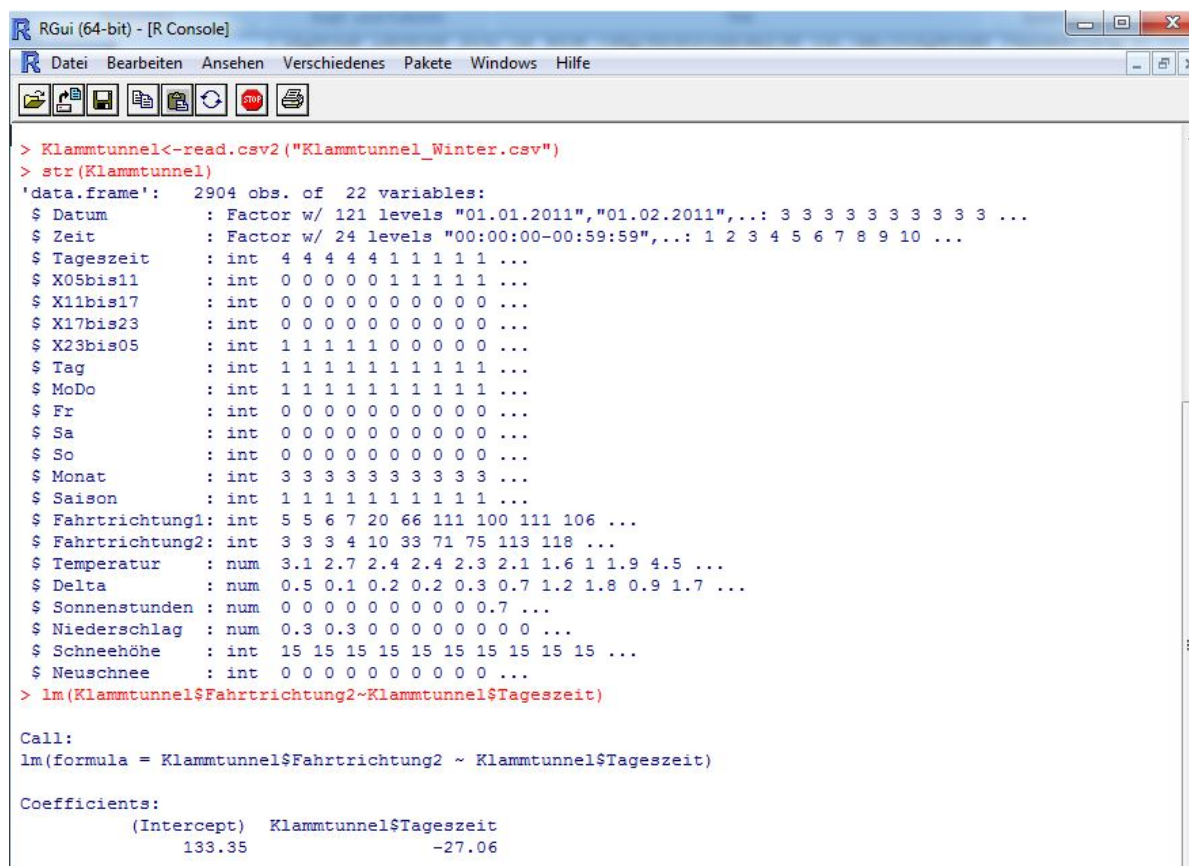 RGui (64-bit) - [R Console]
Datei Bearbeiten Ansehen Verschiedenes Pakete Windows Hilfe
STOP
> Klammtunnel<-read.csv2("Klammtunnel_Winter.csv")
> str(Klammtunnel)
'data.frame':   2904 obs. of  22 variables:
 $ Datum         : Factor w/ 121 levels "01.01.2011","01.02.2011",..: 3 3 3 3 3 3 3 3 3 3 ...
 $ Zeit          : Factor w/ 24 levels "00:00:00-00:59:59",..: 1 2 3 4 5 6 7 8 9 10 ...
 $ Tageszeit     : int  4 4 4 4 4 1 1 1 1 1 ...
 $ X05bis11      : int  0 0 0 0 0 1 1 1 1 1 ...
 $ X11bis17      : int  0 0 0 0 0 0 0 0 0 0 ...
 $ X17bis23      : int  0 0 0 0 0 0 0 0 0 0 ...
 $ X23bis05      : int  1 1 1 1 1 0 0 0 0 0 ...
 $ Tag           : int  1 1 1 1 1 1 1 1 1 1 ...
 $ MoDo          : int  1 1 1 1 1 1 1 1 1 1 ...
 $ Fr            : int  0 0 0 0 0 0 0 0 0 0 ...
 $ Sa            : int  0 0 0 0 0 0 0 0 0 0 ...
 $ So            : int  0 0 0 0 0 0 0 0 0 0 ...
 $ Monat         : int  3 3 3 3 3 3 3 3 3 3 ...
 $ Saison        : int  1 1 1 1 1 1 1 1 1 1 ...
 $ Fahrtrichtung1: int  5 5 6 7 20 66 111 100 111 106 ...
 $ Fahrtrichtung2: int  3 3 3 4 10 33 71 75 113 118 ...
 $ Temperatur    : num  3.1 2.7 2.4 2.4 2.3 2.1 1.6 1 1.9 4.5 ...
 $ Delta         : num  0.5 0.1 0.2 0.2 0.3 0.7 1.2 1.8 0.9 1.7 ...
 $ Sonnenstunden : num  0 0 0 0 0 0 0 0 0 0.7 ...
 $ Niederschlag  : num  0.3 0.3 0 0 0 0 0 0 0 0 ...
 $ Schneehöhe    : int  15 15 15 15 15 15 15 15 15 15 ...
 $ Neuschnee     : int  0 0 0 0 0 0 0 0 0 0 ...
> lm(Klammtunnel$Fahrtrichtung2~Klammtunnel$Tageszeit)
Call:
lm(formula = Klammtunnel$Fahrtrichtung2 ~ Klammtunnel$Tageszeit)
Coefficients:
(Intercept)  Klammtunnel$Tageszeit
133.35                 -27.06